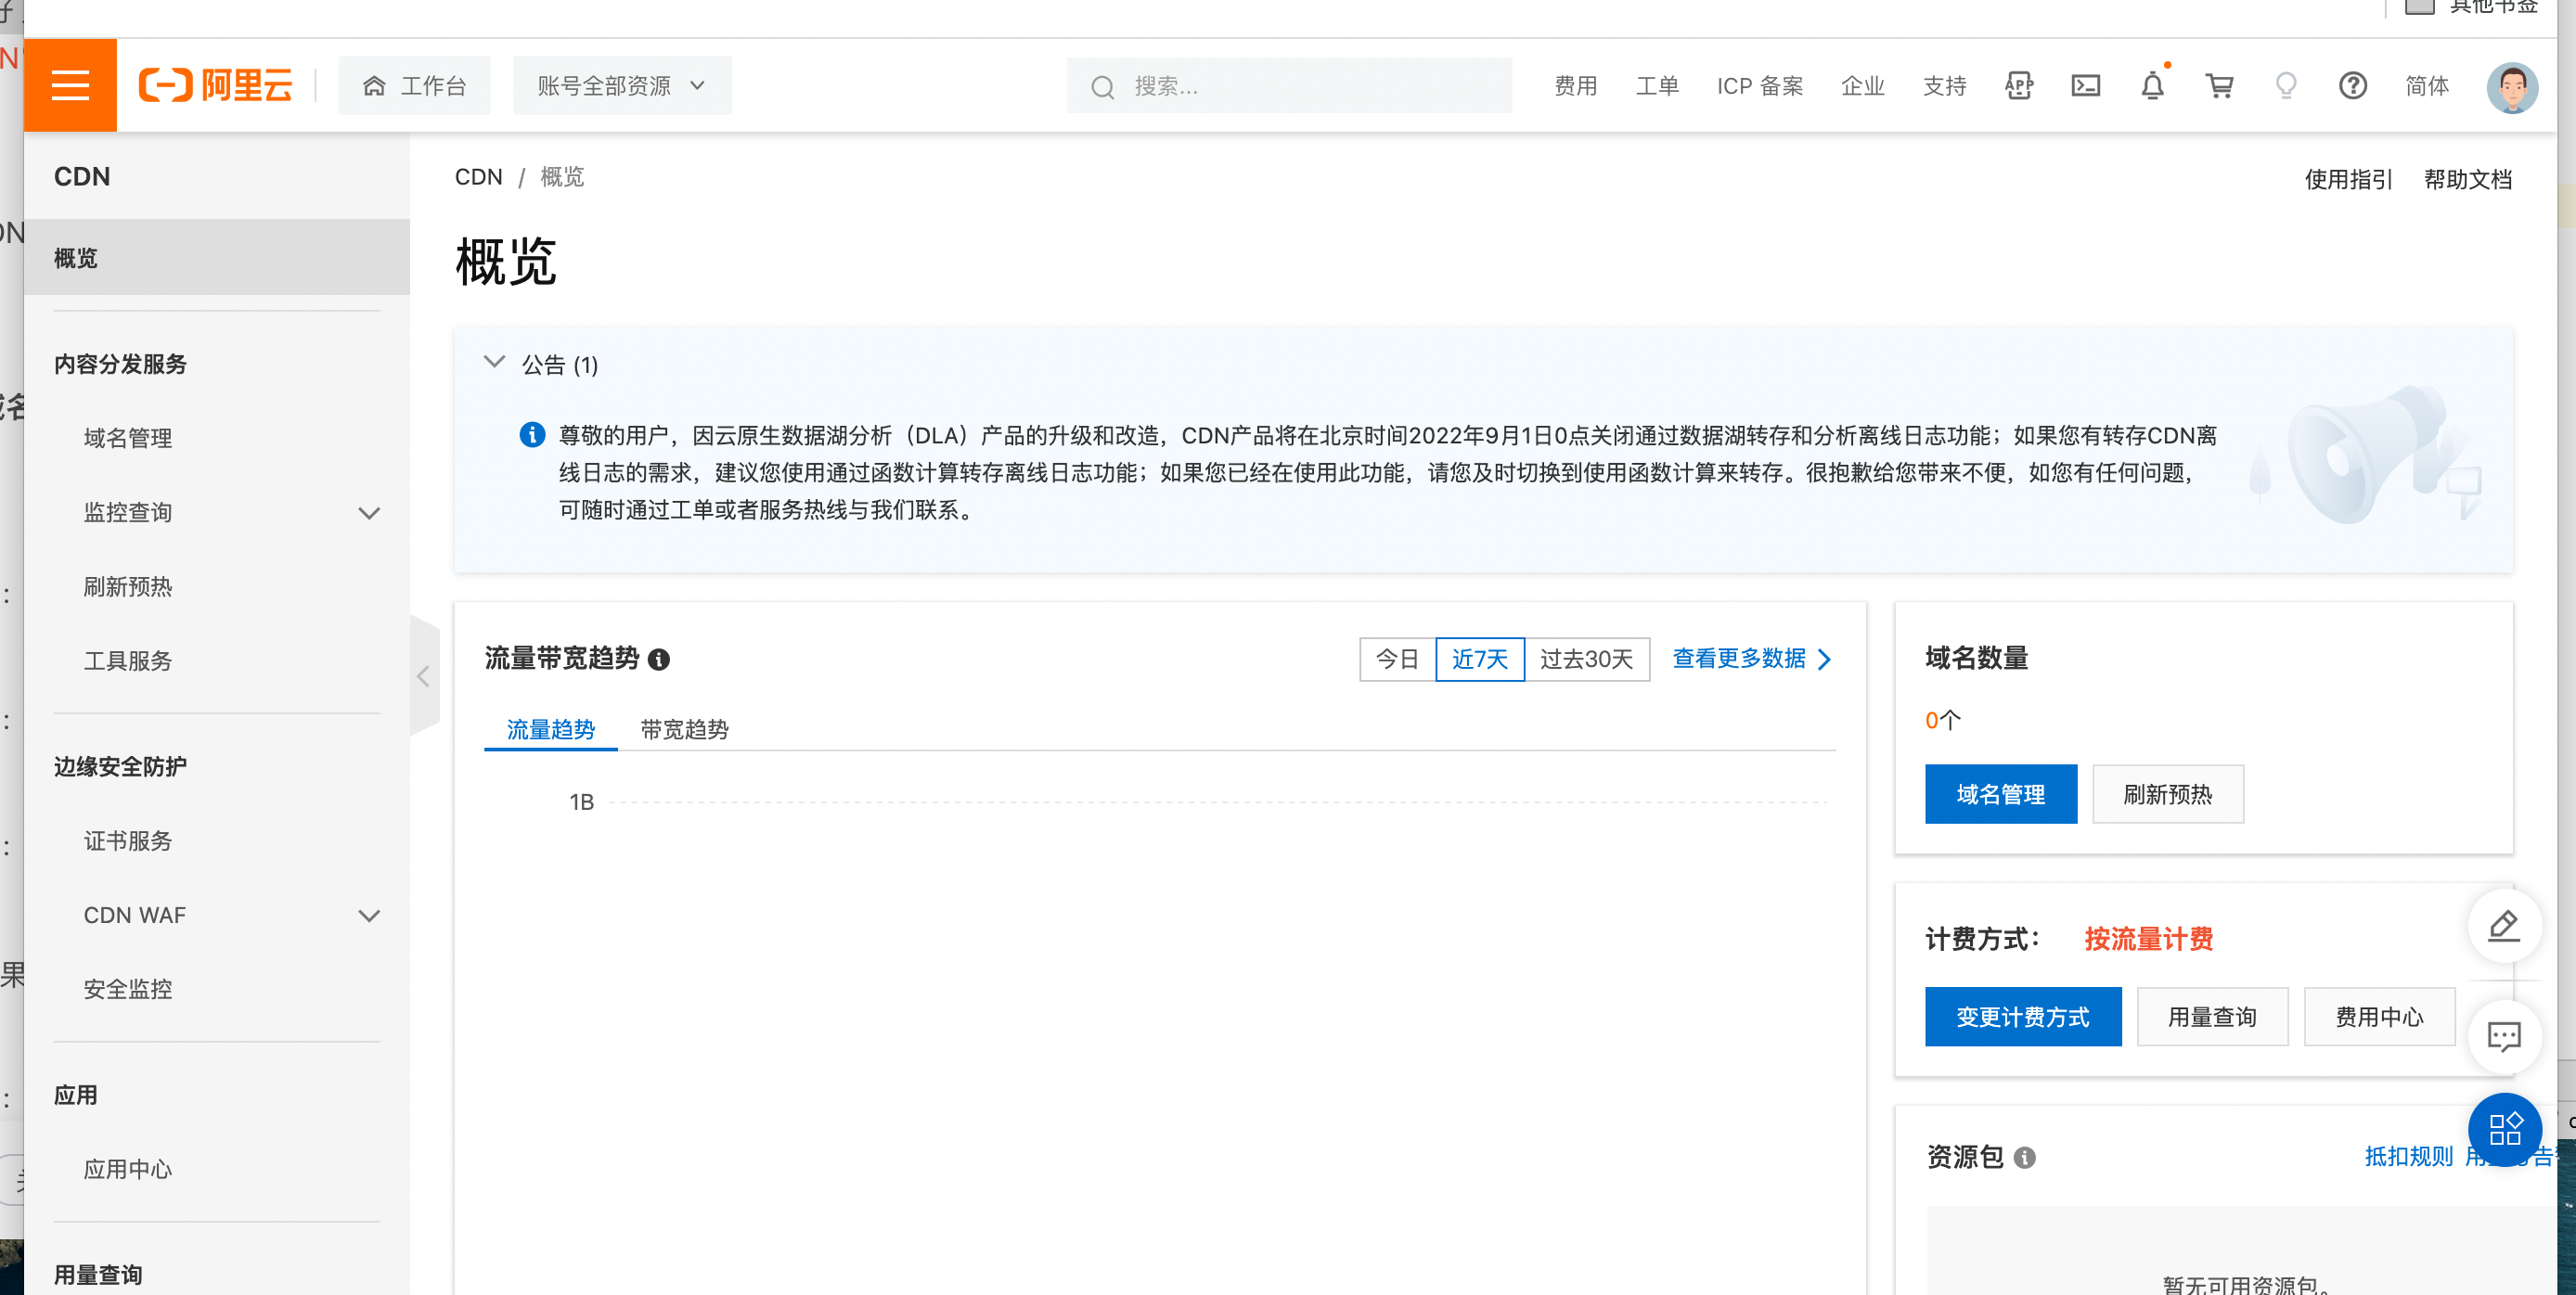 其他书签
阿里云
工作台
账号全部资源
搜索...
费用
工单
ICP 备案
企业
支持
APP
简体
CDN
概览
内容分发服务
域名管理
监控查询
刷新预热
工具服务
边缘安全防护
证书服务
CDN WAF
安全监控
应用
应用中心
用量查询
CDN / 概览
使用指引 帮助文档
概览
公告 (1)
尊敬的用户，因云原生数据湖分析（DLA）产品的升级和改造，CDN产品将在北京时间2022年9月1日0点关闭通过数据湖转存和分析离线日志功能；如果您有转存CDN离
线日志的需求，建议您使用通过函数计算转存离线日志功能；如果您已经在使用此功能，请您及时切换到使用函数计算来转存。很抱歉给您带来不便，如您有任何问题，
可随时通过工单或者服务热线与我们联系。
流量带宽趋势
今日 近7天 过去30天 查看更多数据
流量趋势 带宽趋势
1B
域名数量
0个
域名管理 刷新预热
计费方式： 按流量计费
变更计费方式 用量查询 费用中心
资源包
抵扣规则
暂无可用资源包。